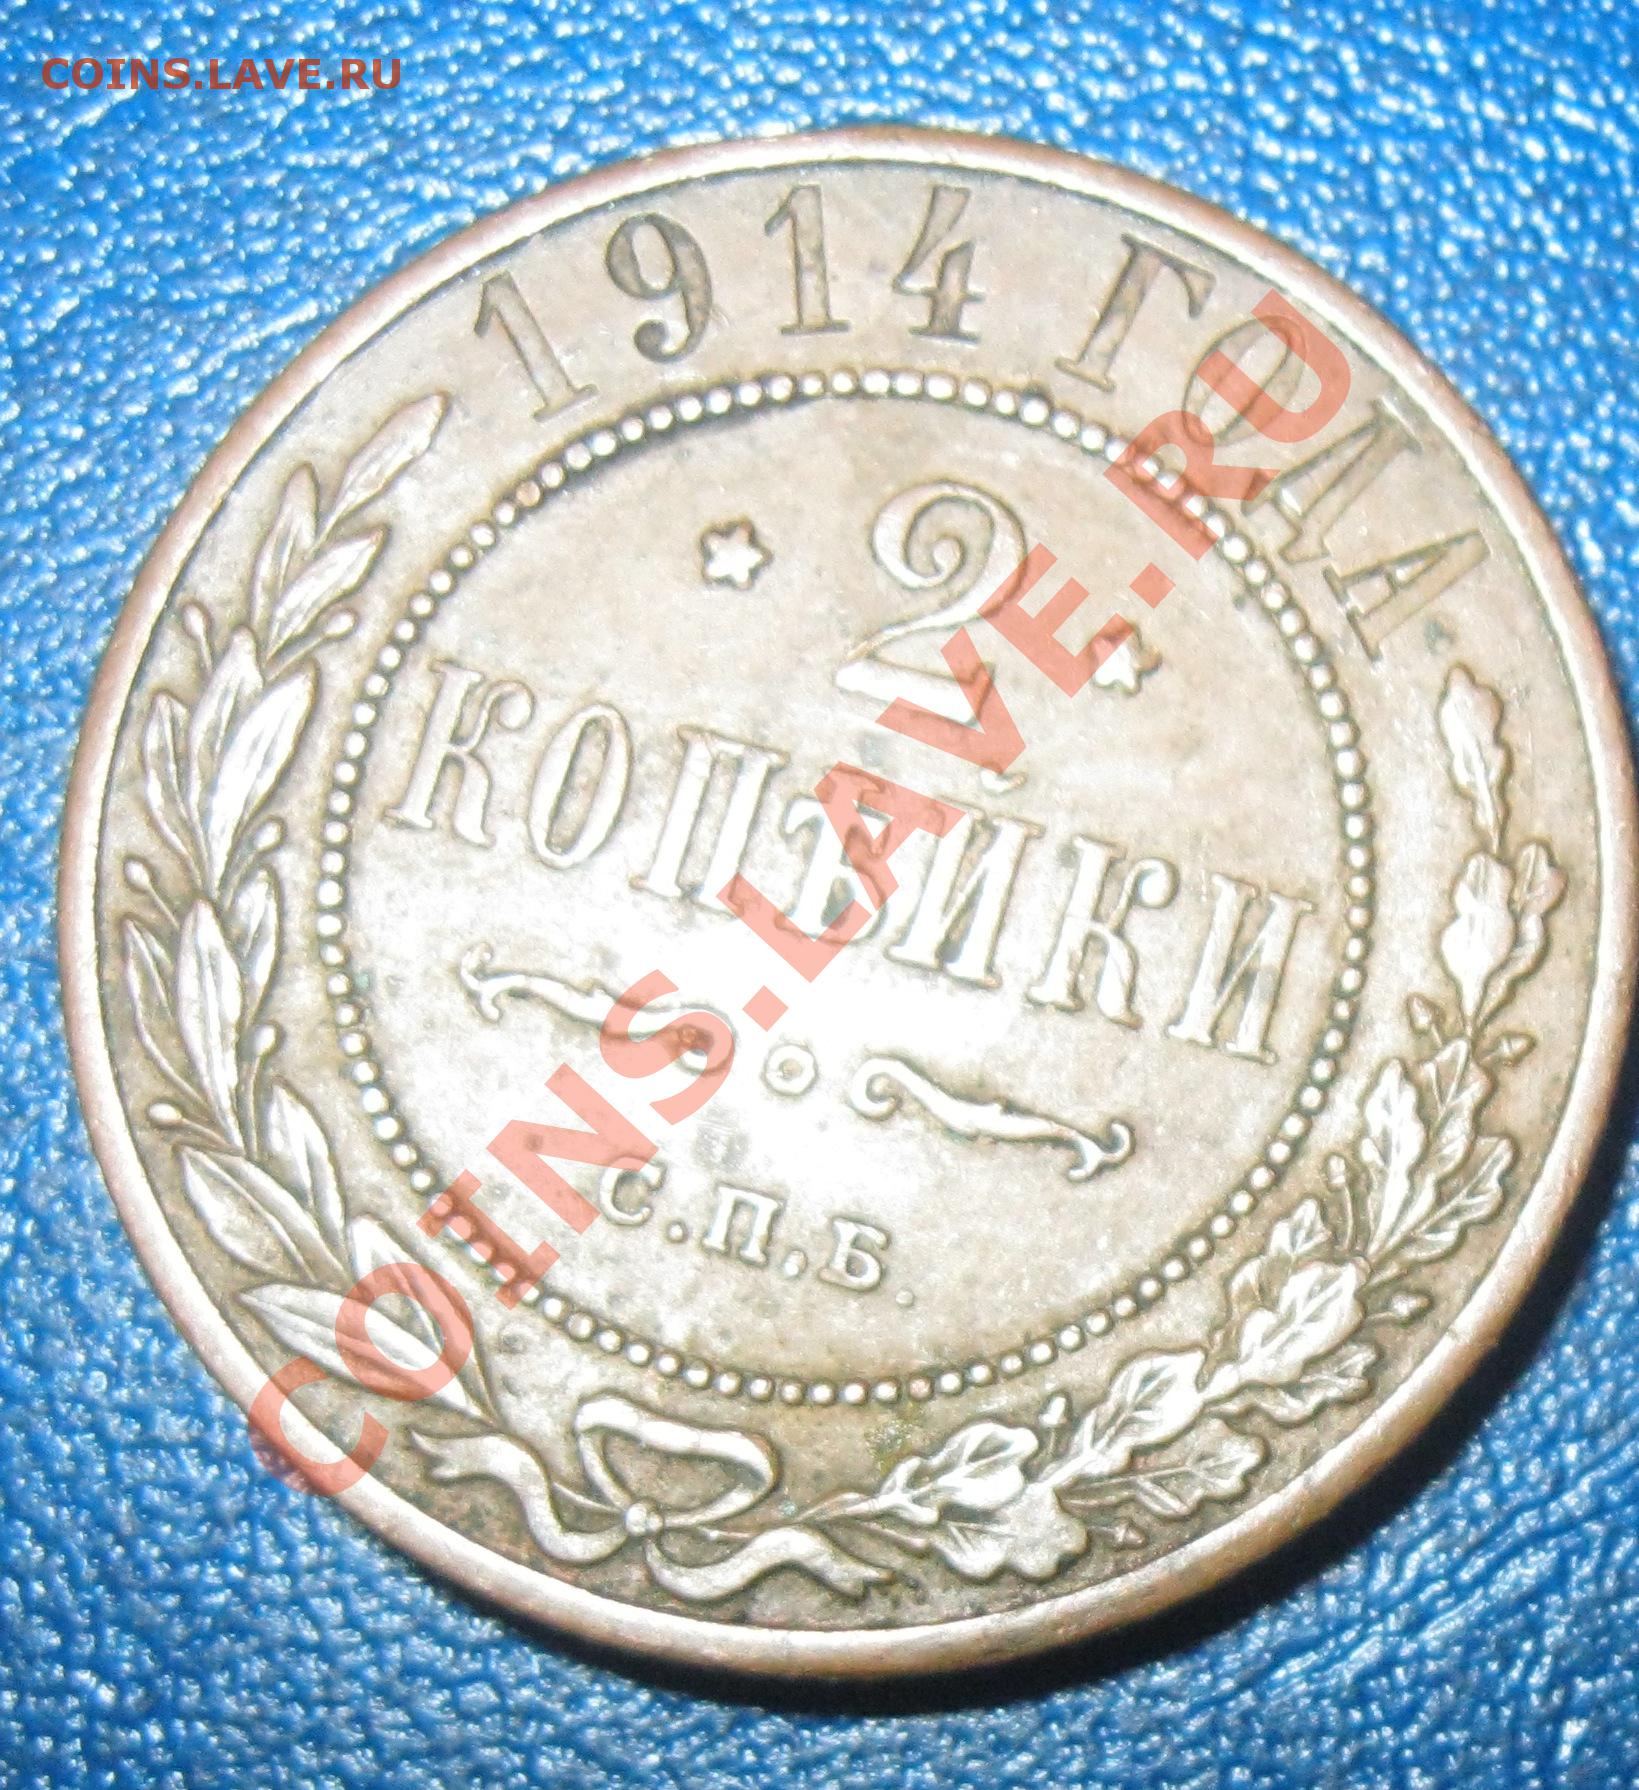 COINS.LAVE.RU
1914 ГОДА
2
КОПѢЙКИ
С.П.Б.
COINS.LAVE.RU